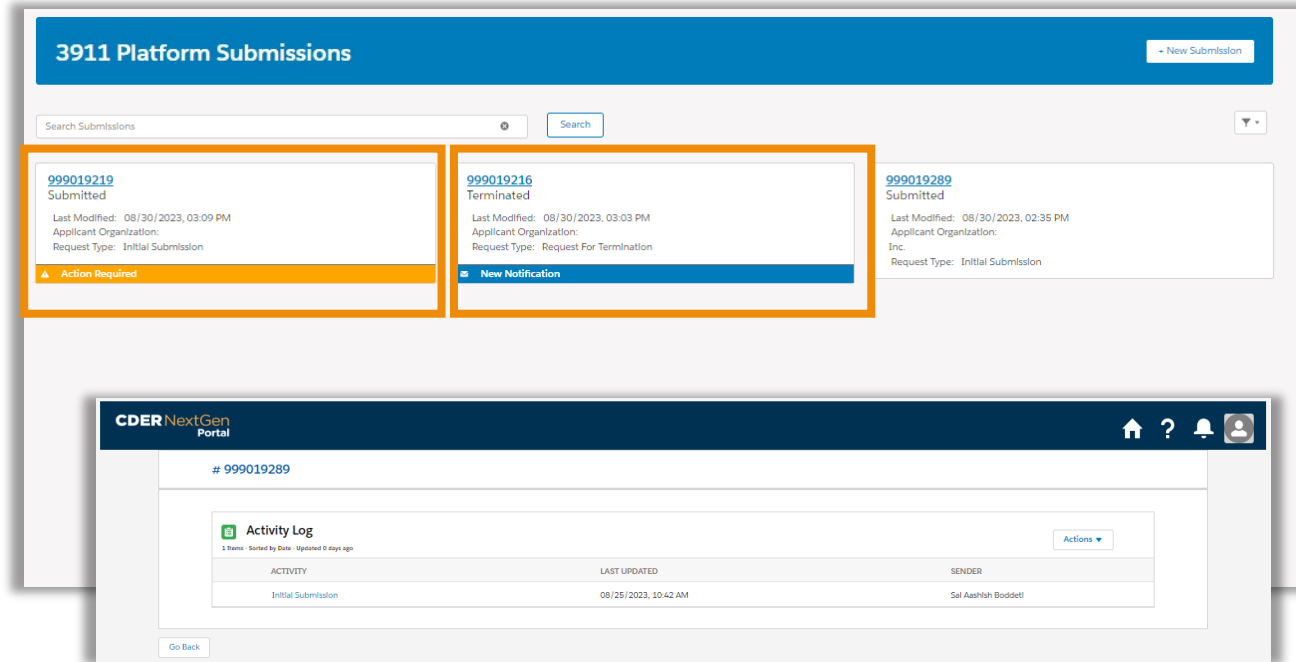 3911 Platform Submissions
+ New Submission
Search Submissions
Search
999019219
Submitted
Last Modified: 08/30/2023, 03:09 PM
Applicant Organization:
Request Type: Initial Submission
Action Required
999019216
Terminated
Last Modified: 08/30/2023, 03:03 PM
Applicant Organization:
Request Type: Request For Termination
New Notification
999019289
Submitted
Last Modified: 08/30/2023, 02:35 PM
Applicant Organization:
Inc.
Request Type: Initial Submission
CDER NextGen
Portal
?
# 999019289
Activity Log
1 Items - Sorted by Date - Updated 0 days ago
Actions
ACTIVITY LAST UPDATED SENDER
Initial Submission 08/25/2023, 10:42 AM Sai Aashish Boddeti
Go Back